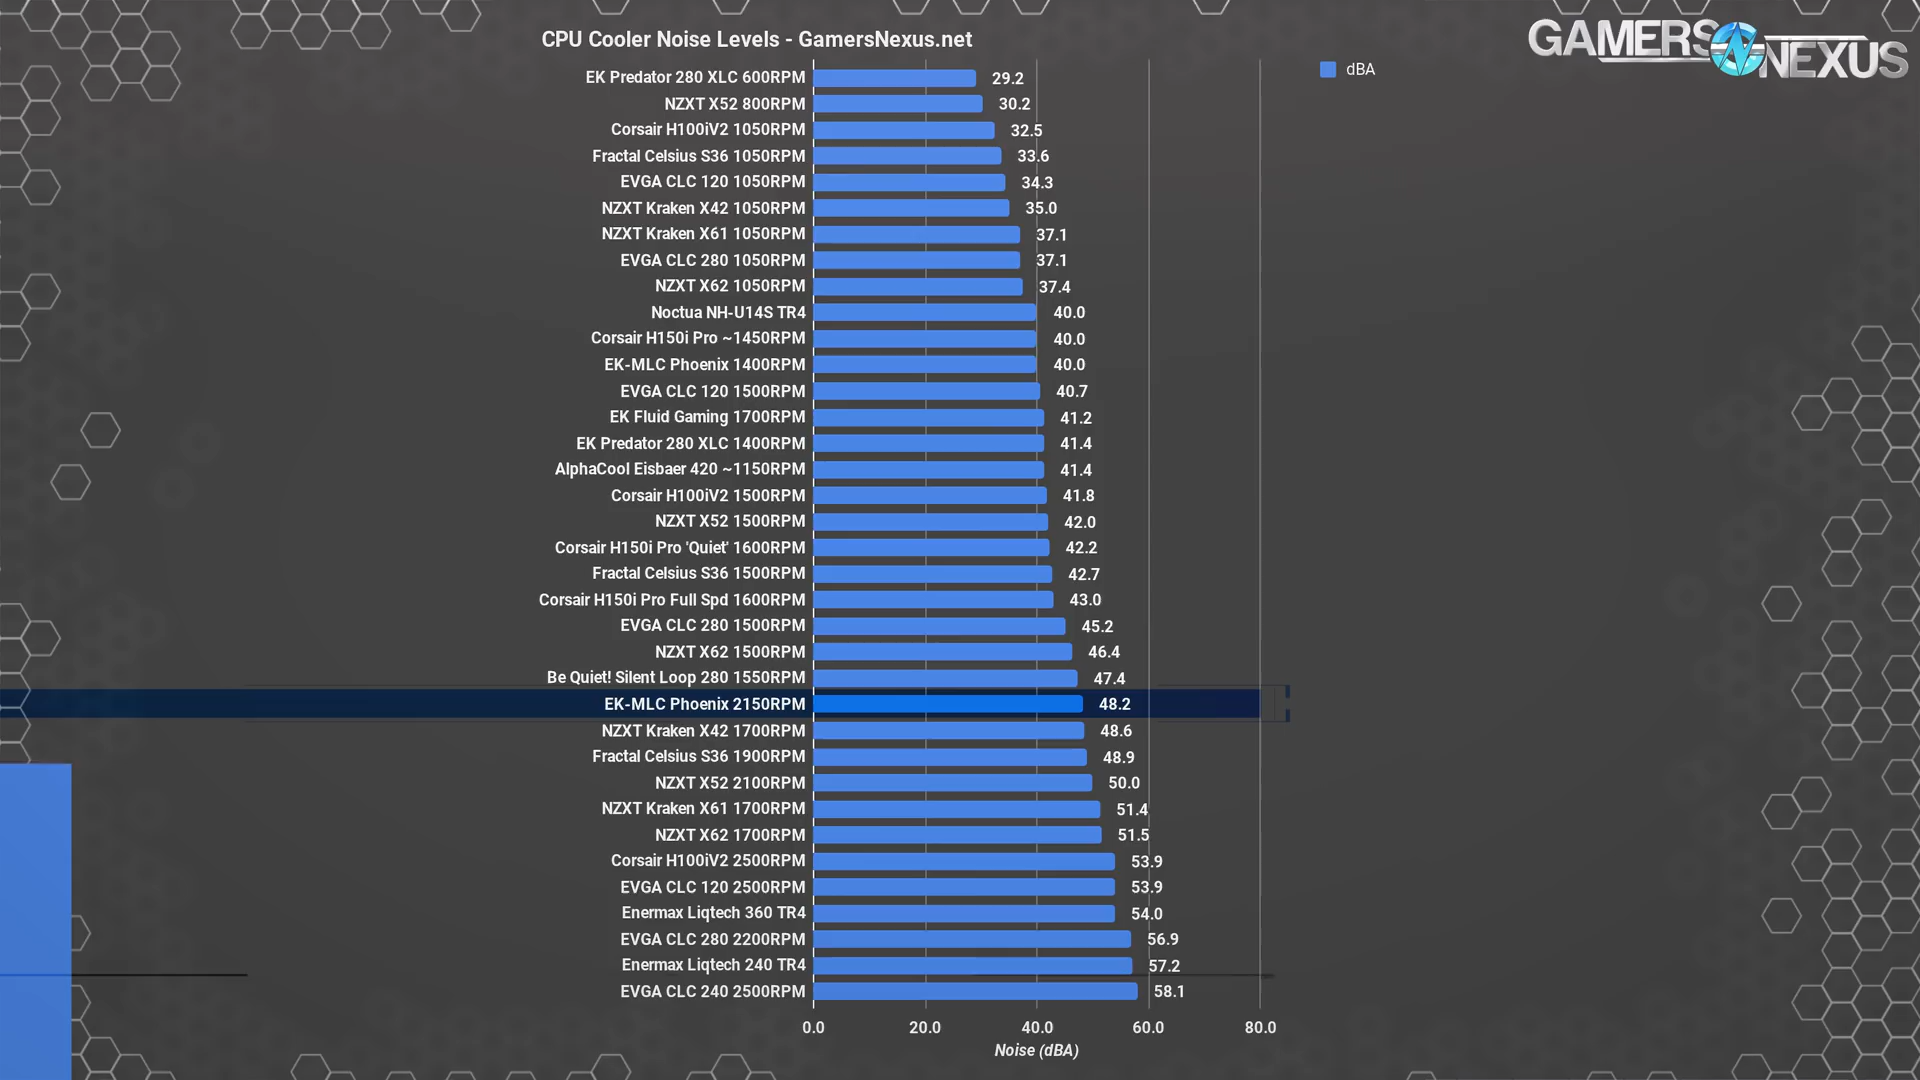 CPU Cooler Noise Levels - GamersNexus.net
GAMERS NEXUS
dBA
EK Predator 280 XLC 600RPM 29.2
NZXT X52 800RPM 30.2
Corsair H100iV2 1050RPM 32.5
Fractal Celsius S36 1050RPM 33.6
EVGA CLC 120 1050RPM 34.3
NZXT Kraken X42 1050RPM 35.0
NZXT Kraken X61 1050RPM 37.1
EVGA CLC 280 1050RPM 37.1
NZXT X62 1050RPM 37.4
Noctua NH-U14S TR4 40.0
Corsair H150i Pro ~1450RPM 40.0
EK-MLC Phoenix 1400RPM 40.0
EVGA CLC 120 1500RPM 40.7
EK Fluid Gaming 1700RPM 41.2
EK Predator 280 XLC 1400RPM 41.4
AlphaCool Eisbaer 420 ~1150RPM 41.4
Corsair H100iV2 1500RPM 41.8
NZXT X52 1500RPM 42.0
Corsair H150i Pro 'Quiet' 1600RPM 42.2
Fractal Celsius S36 1500RPM 42.7
Corsair H150i Pro Full Spd 1600RPM 43.0
EVGA CLC 280 1500RPM 45.2
NZXT X62 1500RPM 46.4
Be Quiet! Silent Loop 280 1550RPM 47.4
EK-MLC Phoenix 2150RPM 48.2
NZXT Kraken X42 1700RPM 48.6
Fractal Celsius S36 1900RPM 48.9
NZXT X52 2100RPM 50.0
NZXT Kraken X61 1700RPM 51.4
NZXT X62 1700RPM 51.5
Corsair H100iV2 2500RPM 53.9
EVGA CLC 120 2500RPM 53.9
Enermax Liqtech 360 TR4 54.0
EVGA CLC 280 2200RPM 56.9
Enermax Liqtech 240 TR4 57.2
EVGA CLC 240 2500RPM 58.1
0.0 20.0 40.0 60.0 80.0
Noise (dBA)